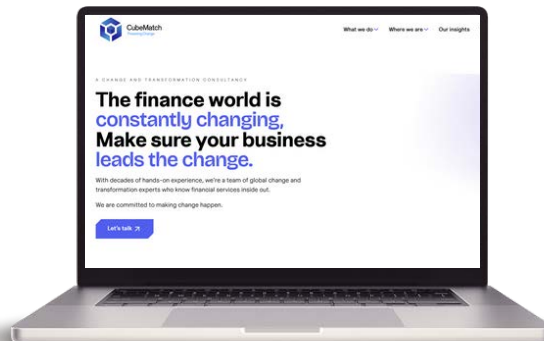 CubeMatch
Powering Change
What we do
Where we are
Our insights
A CHANGE AND TRANSFORMATION CONSULTANCY
The finance world is
constantly changing,
Make sure your business
leads the change.
With decades of hands-on experience, we're a team of global change and
transformation experts who know financial services inside out.
We are committed to making change happen.
Let's talk